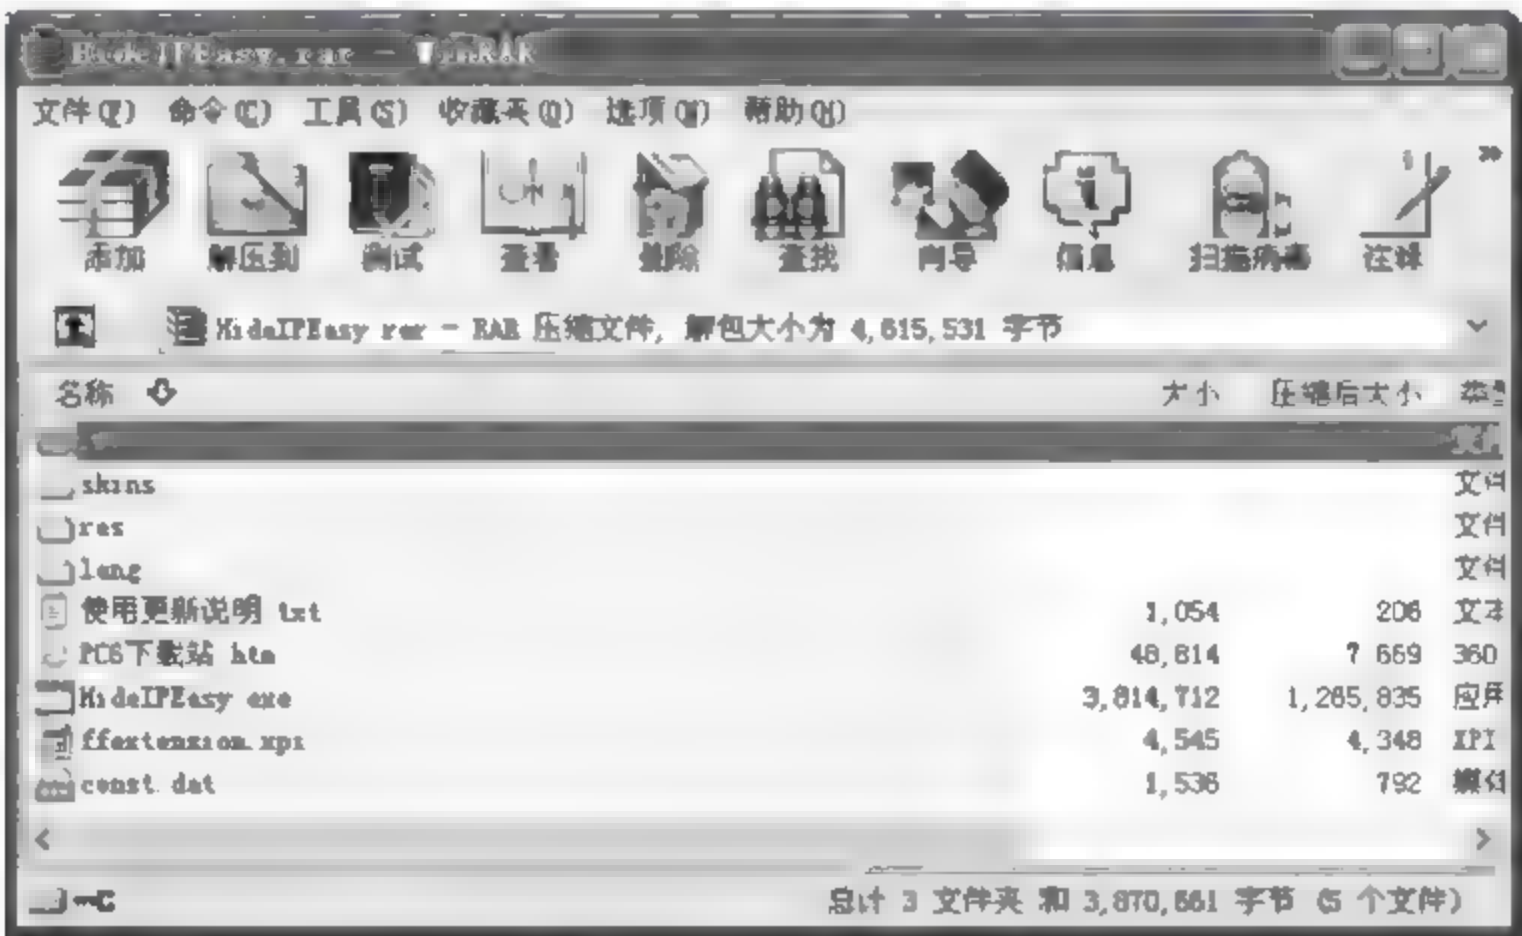 HideIPEasy.rar - WinRAR
文件(F) 命令(C) 工具(S) 收藏夹(O) 选项(N) 帮助(H)
添加 解压到 测试 查看 删除 查找 向导 信息 扫描病毒 注释
HideIPEasy.rar - RAR 压缩文件, 解包大小为 4,615,531 字节
名称 大小 压缩后大小 类型
skins 文件
res 文件
lang 文件
使用更新说明.txt 1,054 206 文本
PC6下载站.htm 48,814 7,669 360
HideIPEasy.exe 3,814,712 1,265,835 应用
ffextension.xpi 4,545 4,348 XPI
const.dat 1,536 792 媒体
总计 3 文件夹 和 3,870,661 字节 (5 个文件)